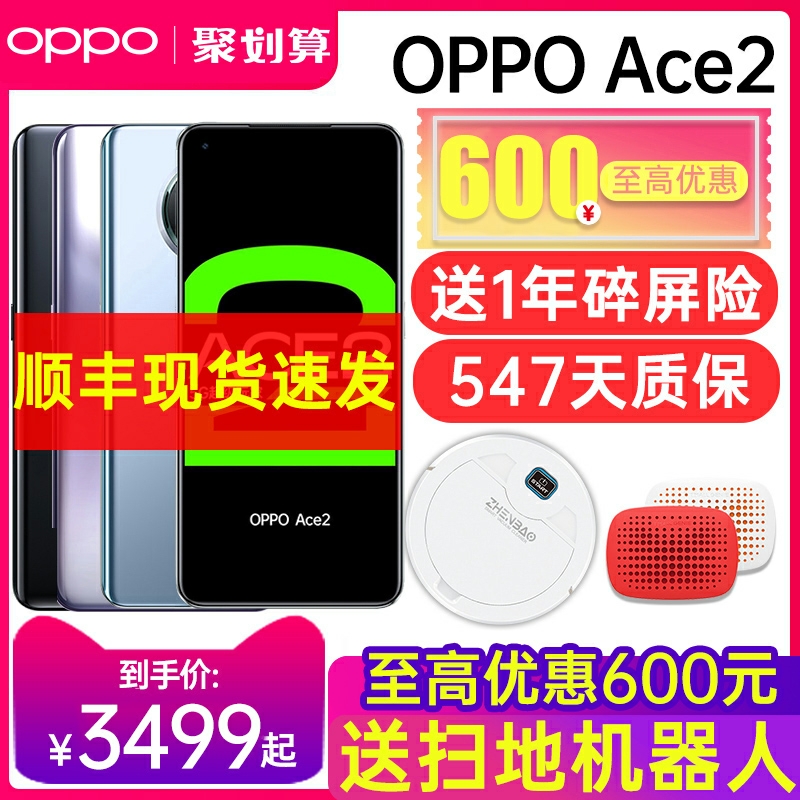 oppo 聚划算
OPPO Ace2
600
¥
至高优惠
送1年碎屏险
547天质保
顺丰现货速发
ACE2
OPPO Ace2
START
ZHENBAO
到手价:
¥3499起
至高优惠600元
送扫地机器人